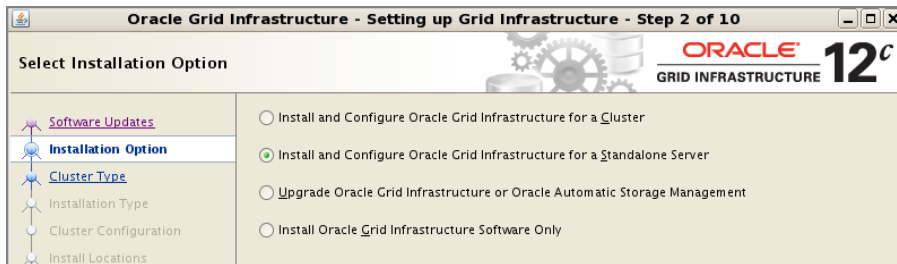 Oracle Grid Infrastructure - Setting up Grid Infrastructure - Step 2 of 10
Select Installation Option
ORACLE
GRID INFRASTRUCTURE
12c
Software Updates
Installation Option
Cluster Type
Installation Type
Cluster Configuration
Install Locations
Install and Configure Oracle Grid Infrastructure for a Cluster
Install and Configure Oracle Grid Infrastructure for a Standalone Server
Upgrade Oracle Grid Infrastructure or Oracle Automatic Storage Management
Install Oracle Grid Infrastructure Software Only